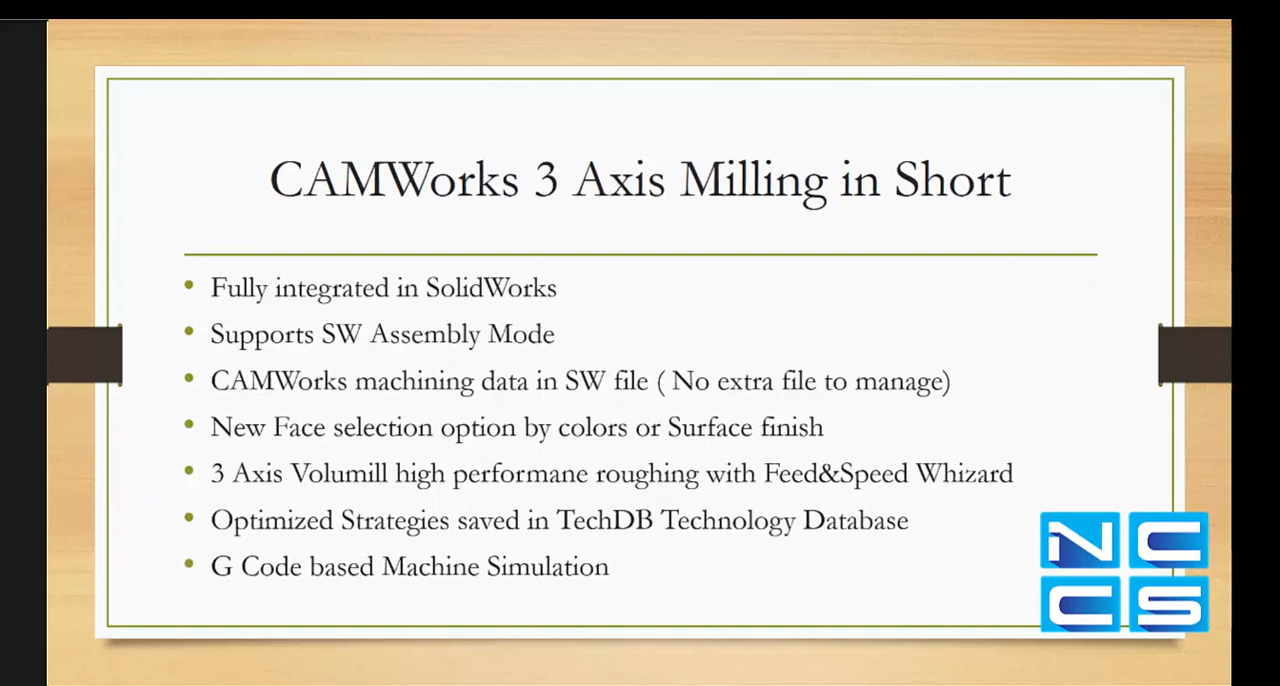 CAMWorks 3 Axis Milling in Short
• Fully integrated in SolidWorks
• Supports SW Assembly Mode
• CAMWorks machining data in SW file ( No extra file to manage)
• New Face selection option by colors or Surface finish
• 3 Axis Volumill high performane roughing with Feed&Speed Whizard
• Optimized Strategies saved in TechDB Technology Database
• G Code based Machine Simulation
NC
CS